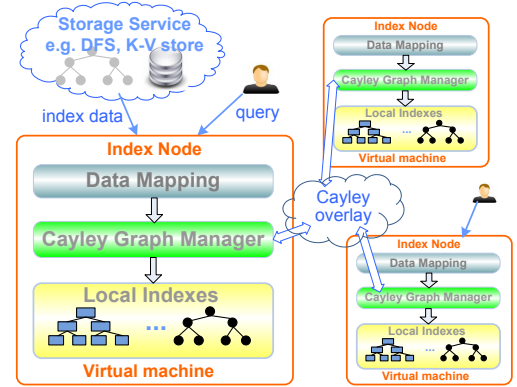 Storage Service
e.g. DFS, K-V store
index data
query
Index Node
Data Mapping
Cayley Graph Manager
Local Indexes
...
Virtual machine
Cayley
overlay
Index Node
Data Mapping
Cayley Graph Manager
Local Indexes
...
Virtual machine
Index Node
Data Mapping
Cayley Graph Manager
Local Indexes
...
Virtual machine